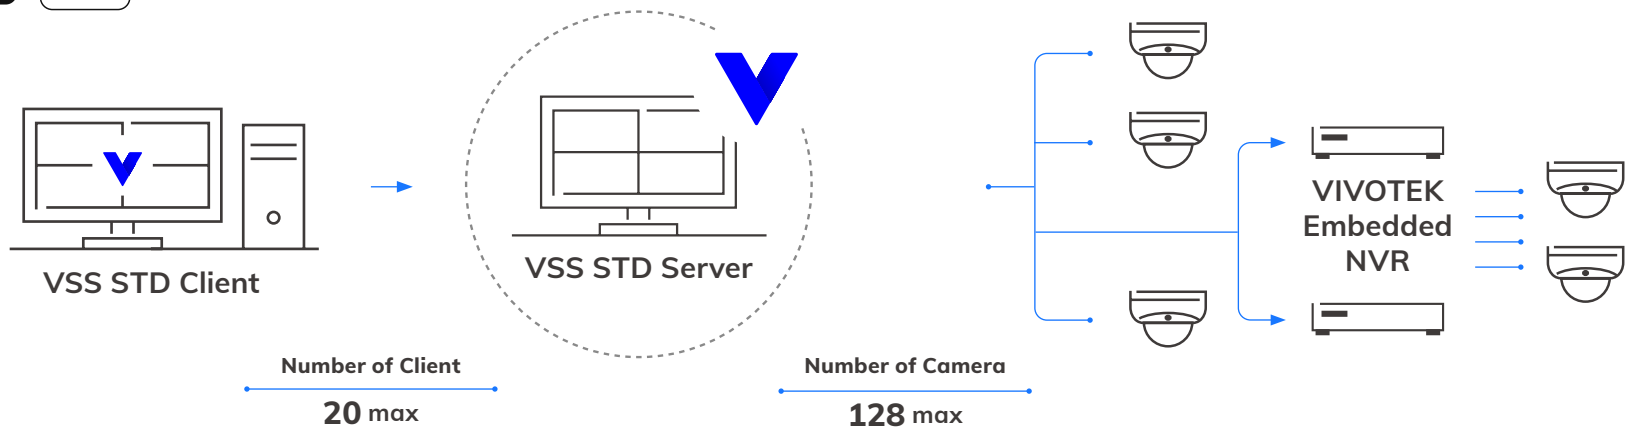 VSS STD Client
VSS STD Server
VIVOTEK
Embedded
NVR
Number of Client
20 max
Number of Camera
128 max